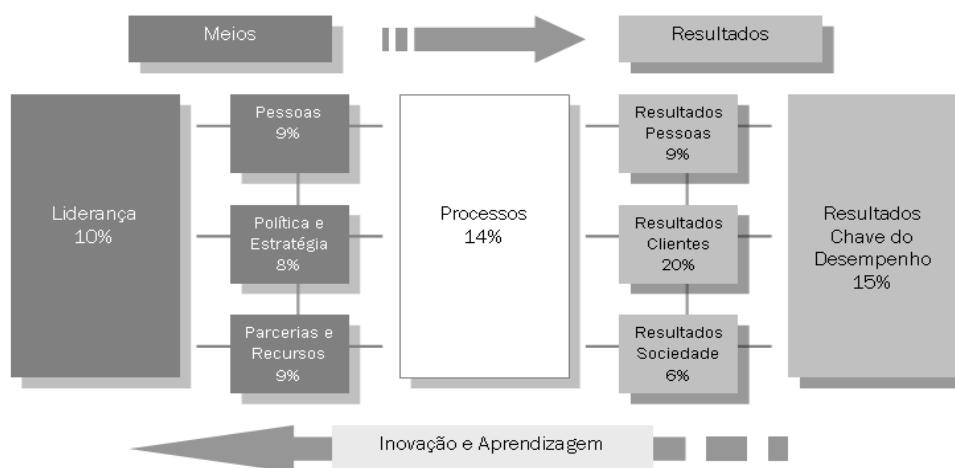 Meios
Resultados
Liderança
10%
Pessoas
9%
Política e
Estratégia
8%
Parcerias e
Recursos
9%
Processos
14%
Resultados
Pessoas
9%
Resultados
Clientes
20%
Resultados
Sociedade
6%
Resultados
Chave do
Desempenho
15%
Inovação e Aprendizagem